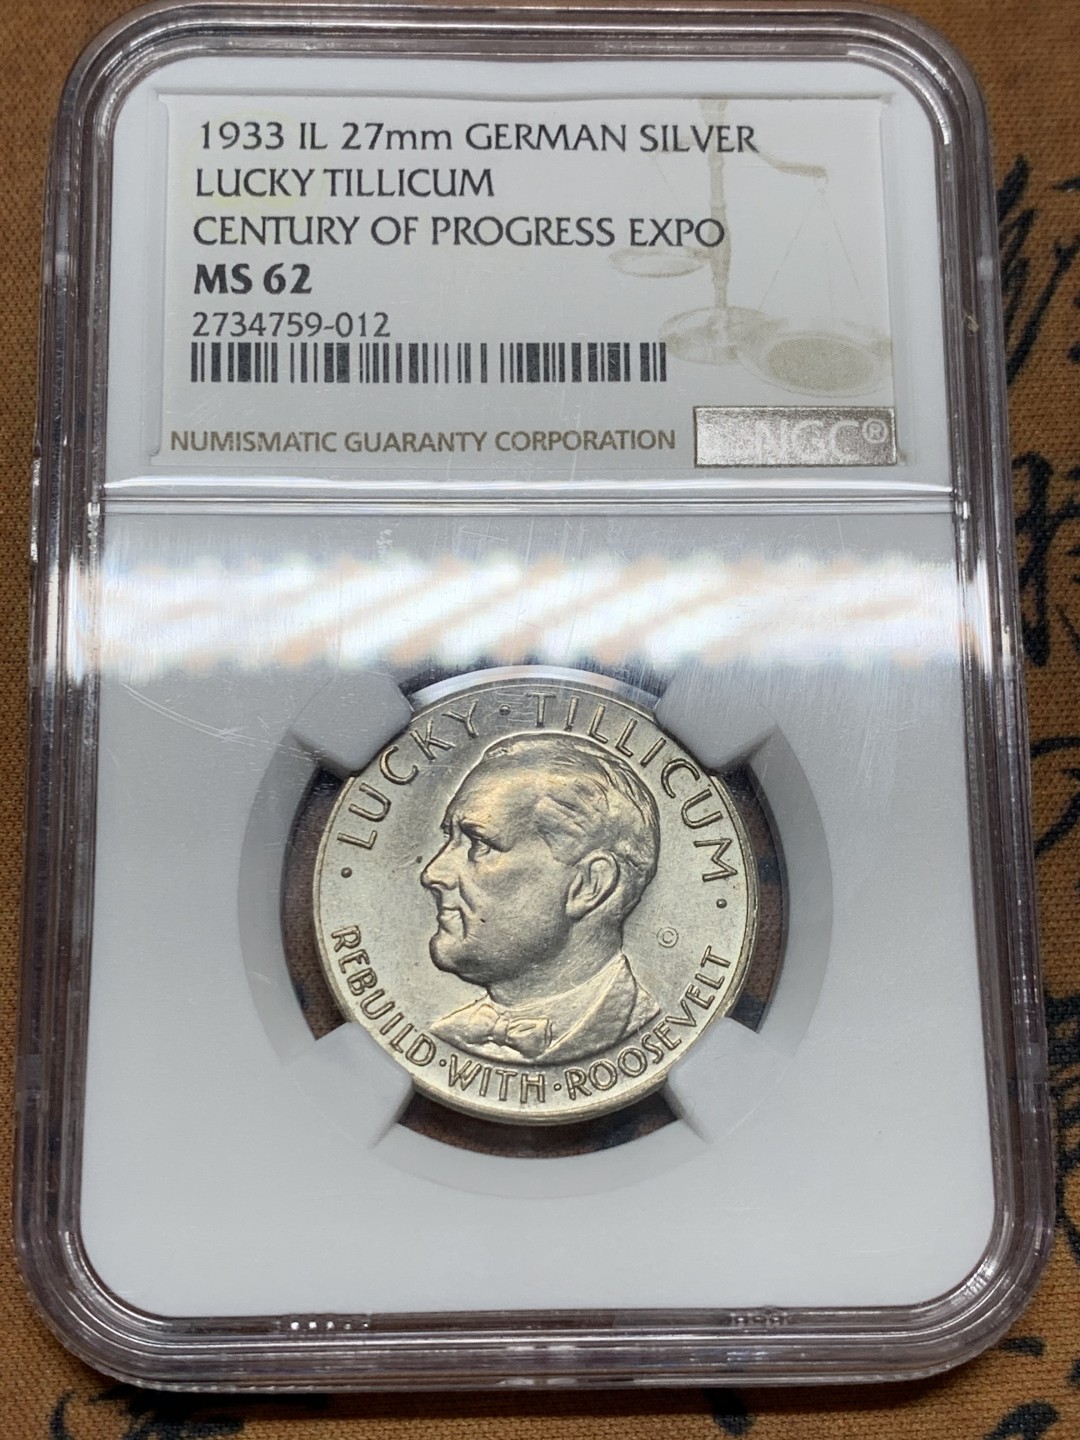 1933 IL 27mm GERMAN SILVER
LUCKY TILLICUM
CENTURY OF PROGRESS EXPO
MS 62
2734759-012
NUMISMATIC GUARANTY CORPORATION
NGC®
· LUCKY · TILLICUM ·
©
REBUILD · WITH · ROOSEVELT